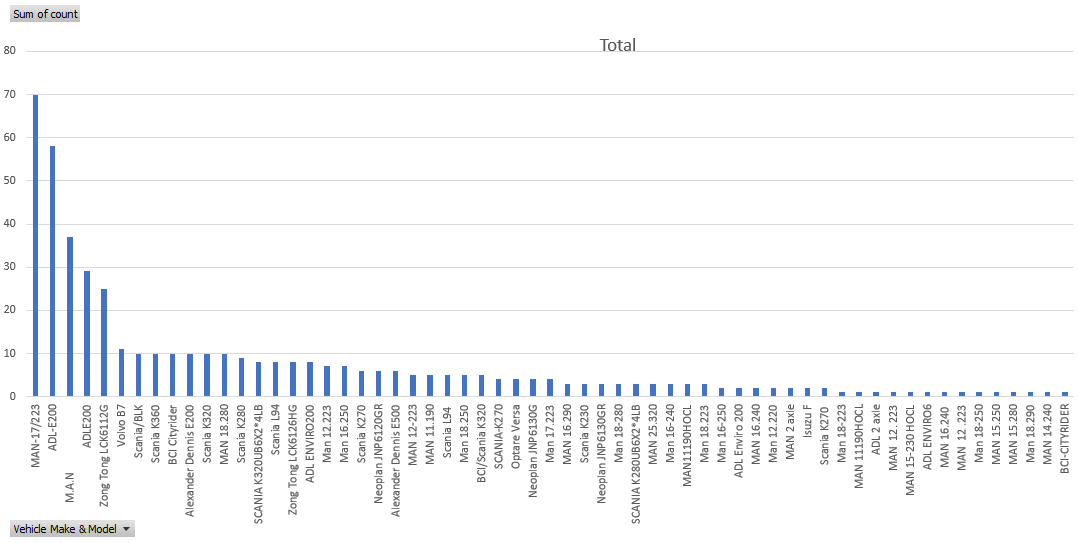 Sum of count
Total
80
70
60
50
40
30
20
10
0
MAN-17/223
ADL-E200
M.A.N
ADLE200
Zong Tong LCK6112G
Volvo B7
Scania/BLK
Scania K360
BCI Cityrider
Alexander Dennis E200
Scania K320
MAN 18.280
Scania K280
SCANIA K320UB6X2*4LB
Scania L94
Zong Tong LCK6126HG
ADL ENVIRO200
MAN 12.223
MAN 16.250
Scania K270
Neoplan JNP6120GR
Alexander Dennis E500
MAN 12-223
MAN 11.190
Scania L94
Man 18.250
BCI/Scania K320
SCANIA-K270
Optare Versa
Neoplan JNP6130G
Man 17.223
MAN 16.290
Scania K230
Neoplan JNP6130GR
Man 18-280
SCANIA K280UB6X2*4LB
MAN 25.320
Man 16-240
MAN11190HOCL
Man 18.223
Man 16-250
ADL Enviro 200
MAN 16.240
Man 12.220
MAN 2 axle
Isuzu F
Scania K270
Man 18-223
MAN 11190HOCL
ADL 2 axle
MAN 12. 223
MAN 15-230 HOCL
ADL ENVIRO6
MAN 16.240
MAN 12. 223
Man 18-250
MAN 15.250
MAN 15.280
Man 18.290
MAN 14.240
BCI-CITYRIDER
Vehicle Make & Model